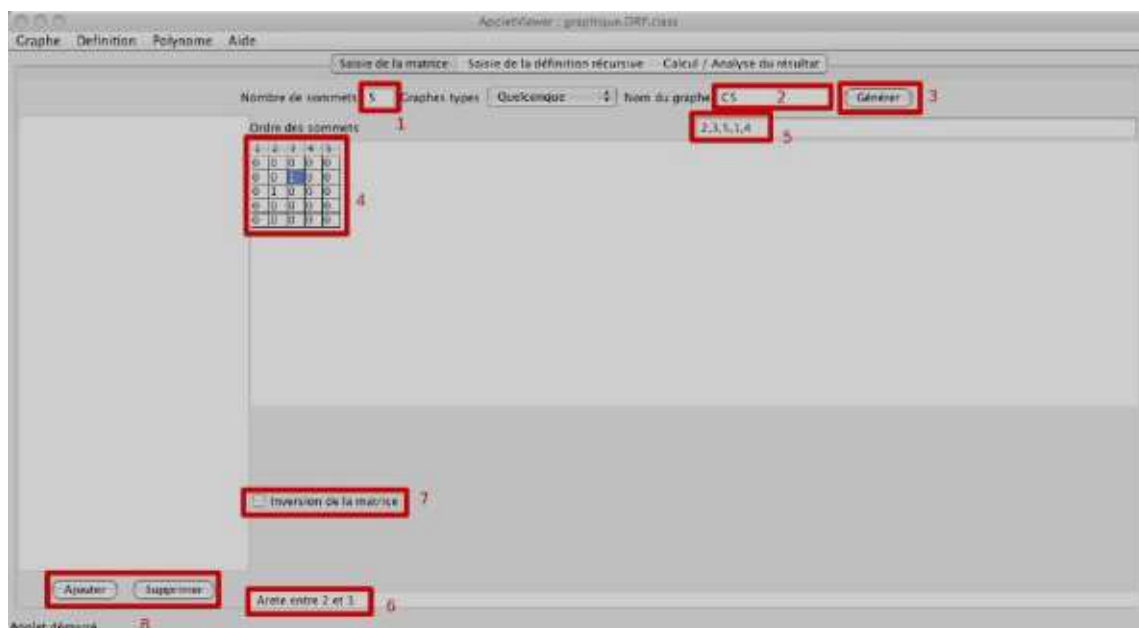 AppletViewer : graphique.DRF.class
Graphe Definition Polynome Aide
Saisie de la matrice Saisie de la définition récursive Calcul / Analyse du résultat
Nombre de sommets 5 Graphes types Quelconque Nom du graphe C5 2 Générer 3
1
Ordre des sommets 2,3,5,1,4
5
1 2 3 4 5
0 0 0 0 0
0 0 1 0 0
0 1 0 0 0
0 0 0 0 0
0 0 0 0 0
4
Inversion de la matrice 7
Ajouter Supprimer
Arete entre 2 et 3 6
Applet démarré. 8